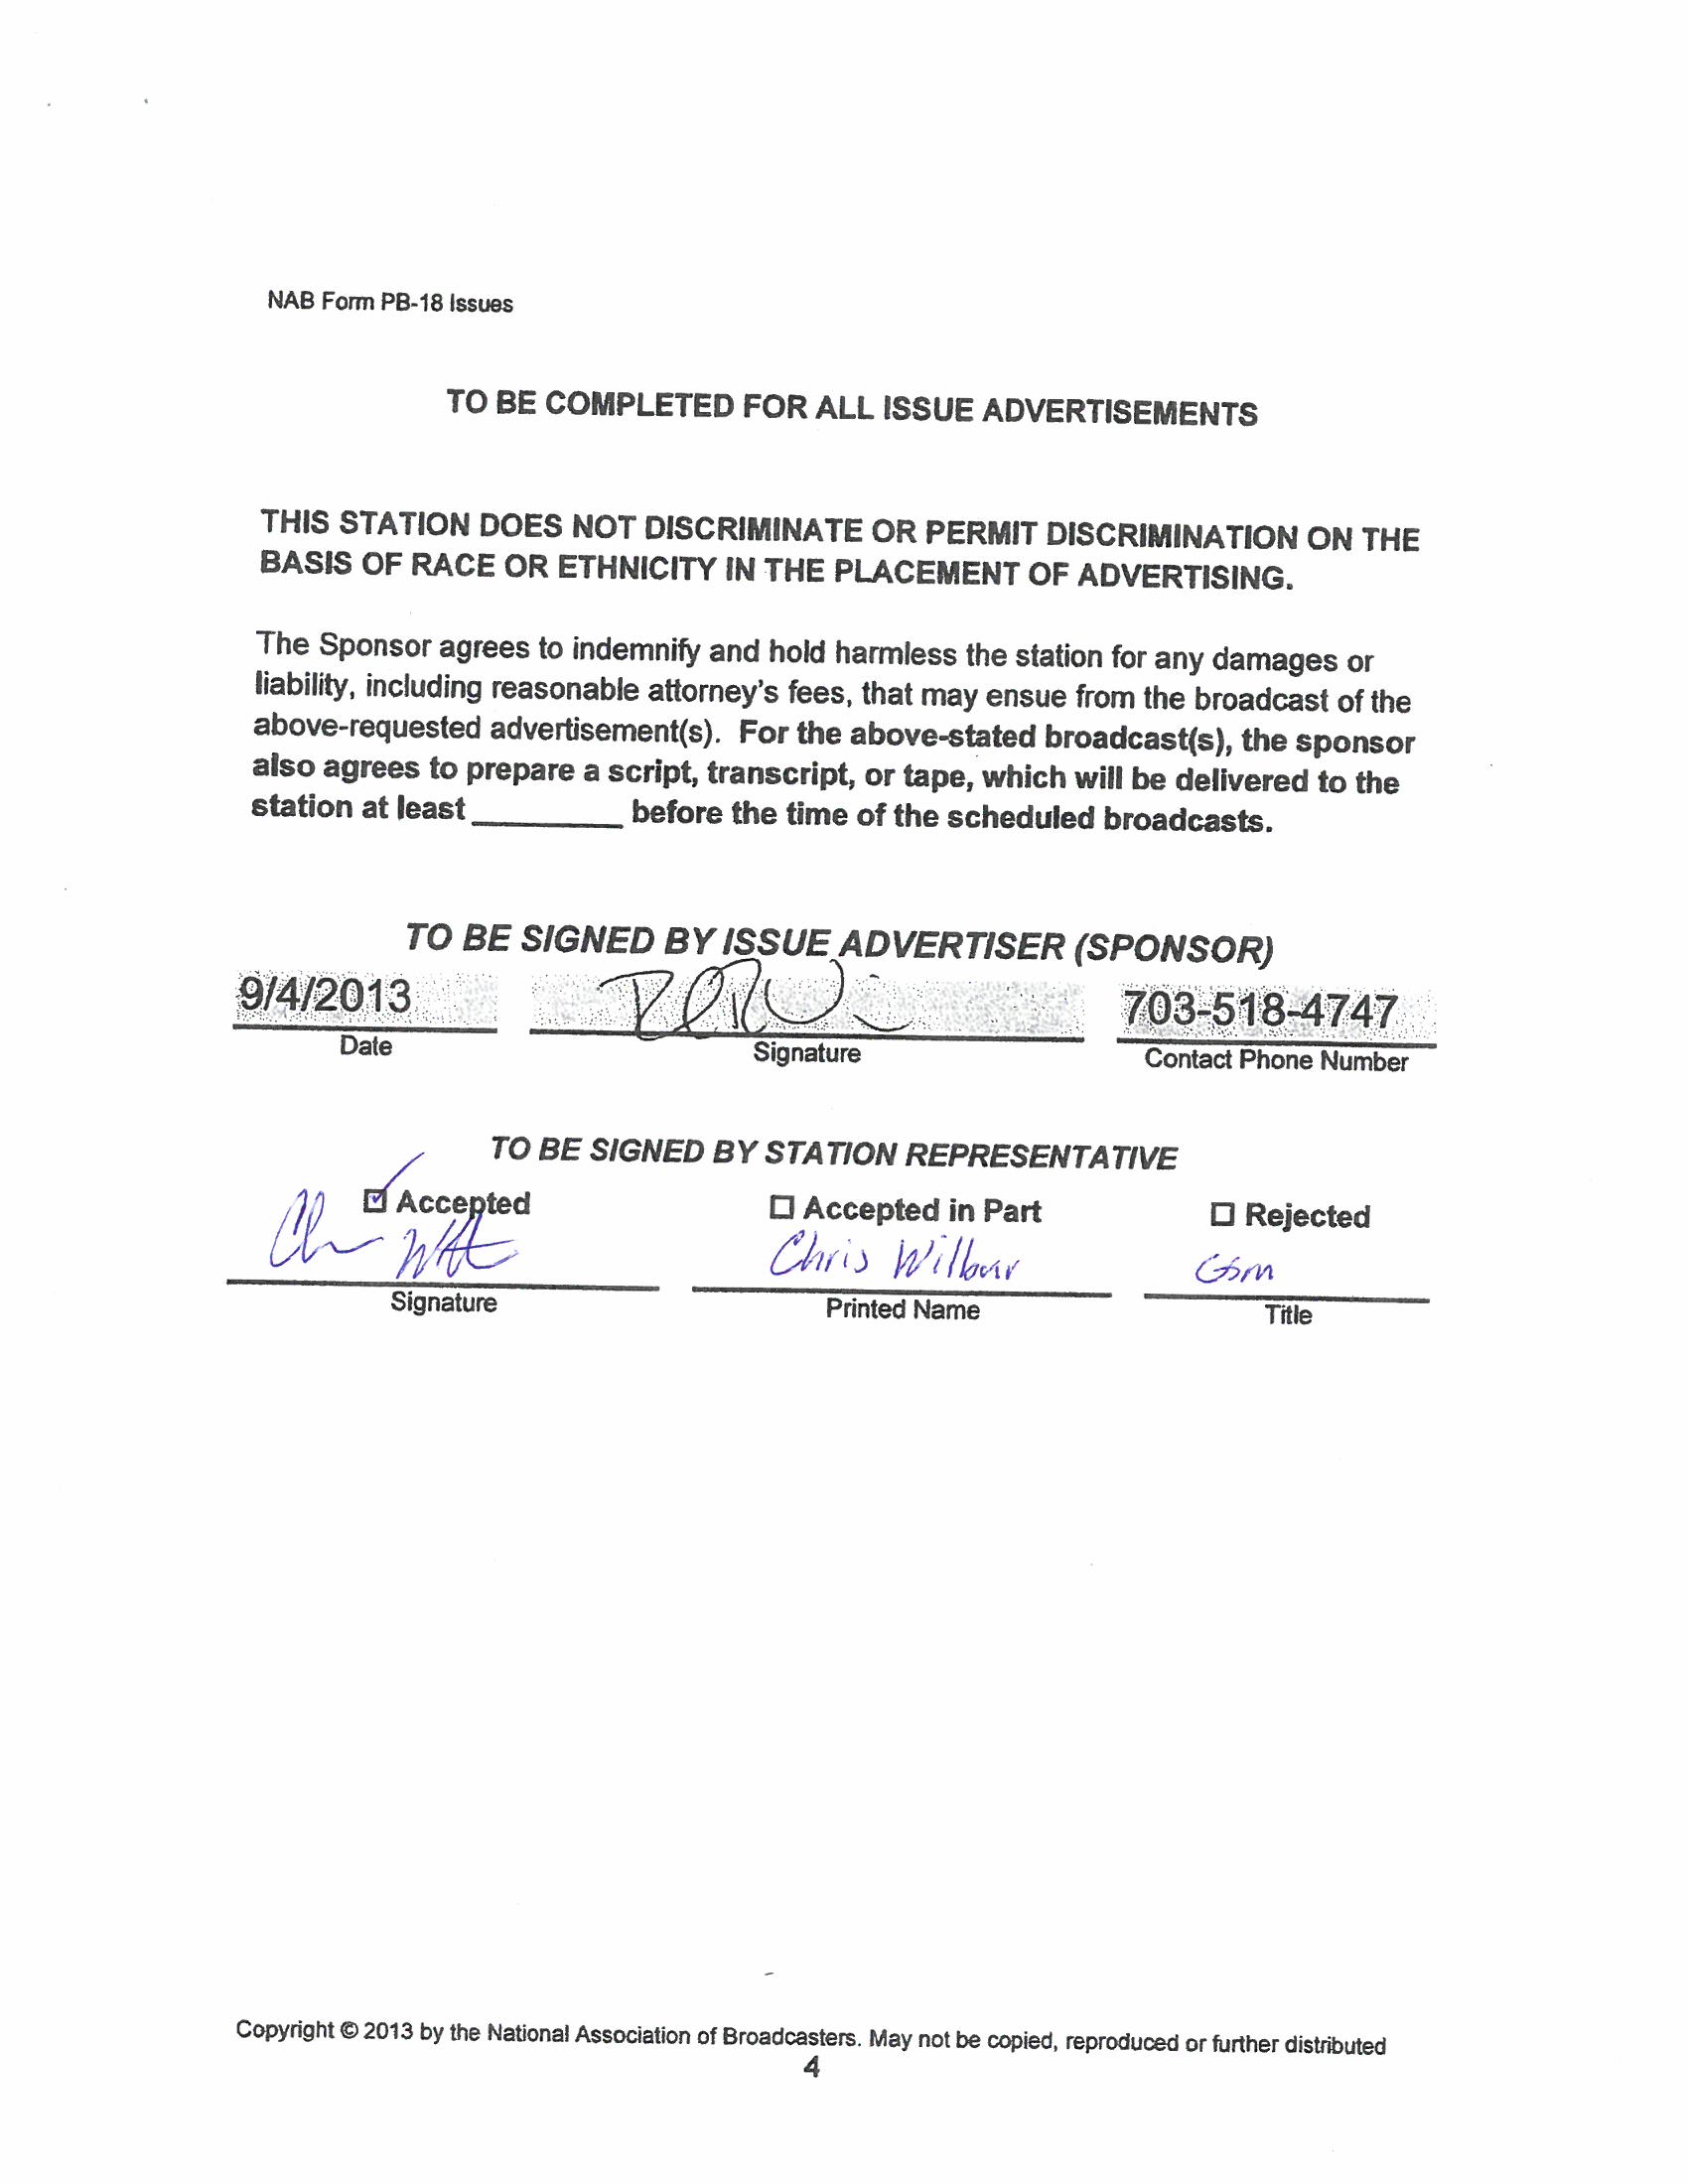 NAB Form PB-18 Issues
TO BE COMPLETED FOR ALL ISSUE ADVERTISEMENTS
THIS STATION DOES NOT DISCRIMINATE OR PERMIT DISCRIMINATION ON THE
BASIS OF RACE OR ETHNICITY IN THE PLACEMENT OF ADVERTISING.
The Sponsor agrees to indemnify and hold harmless the station for any damages or
liability, including reasonable attorney's fees, that may ensue from the broadcast of the
above-requested advertisement(s). For the above-stated broadcast(s), the sponsor
also agrees to prepare a script, transcript, or tape, which will be delivered to the
station at least ________ before the time of the scheduled broadcasts.
TO BE SIGNED BY ISSUE ADVERTISER (SPONSOR)
9/4/2013 703-518-4747
Date Signature Contact Phone Number
TO BE SIGNED BY STATION REPRESENTATIVE
☑ Accepted ☐ Accepted in Part ☐ Rejected
Chris Wilbur GSM
Signature Printed Name Title
Copyright © 2013 by the National Association of Broadcasters. May not be copied, reproduced or further distributed
4